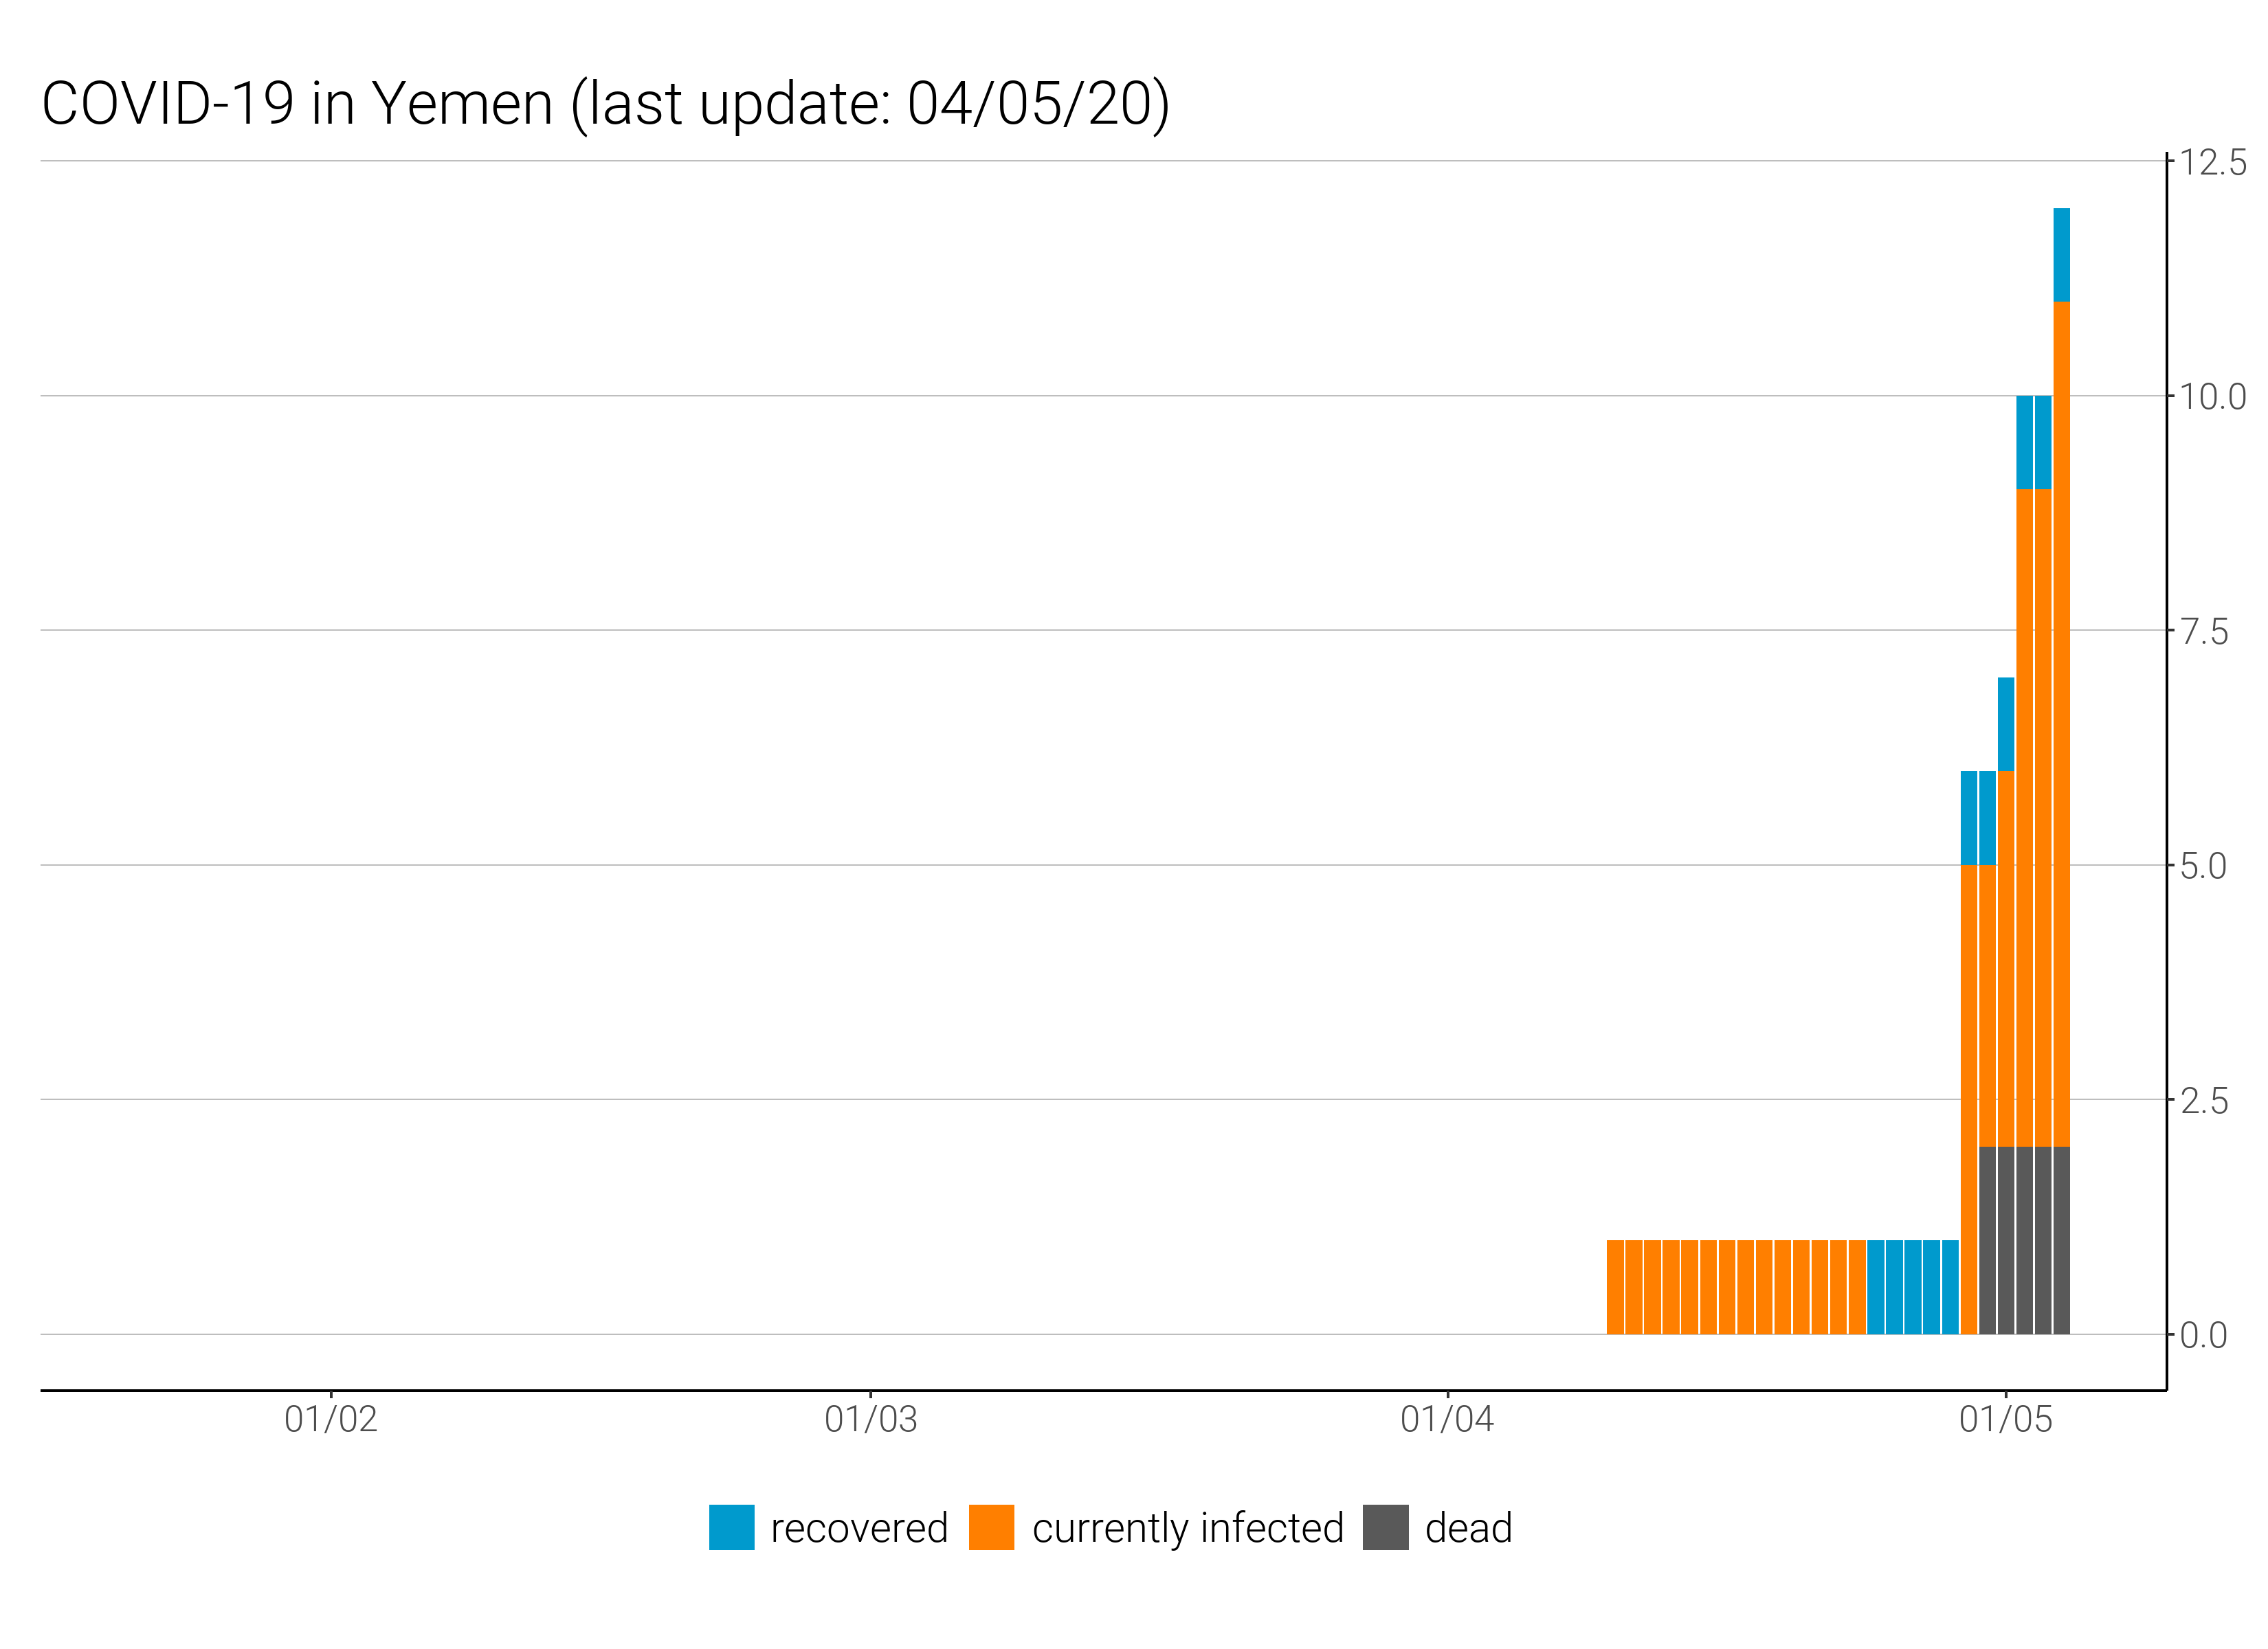 COVID-19 in Yemen (last update: 04/05/20)
12.5
10.0
7.5
5.0
2.5
0.0
01/02 01/03 01/04 01/05
recovered currently infected dead